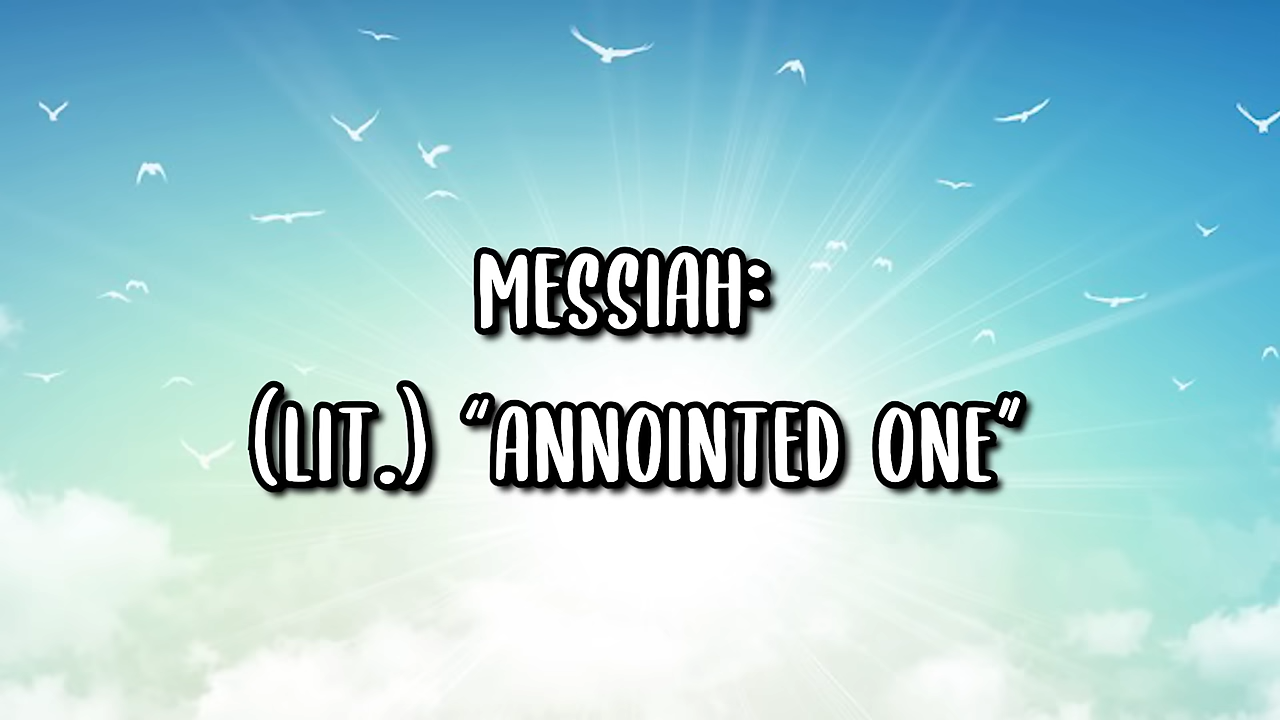 MESSIAH:
(LIT.) “ANNOINTED ONE”